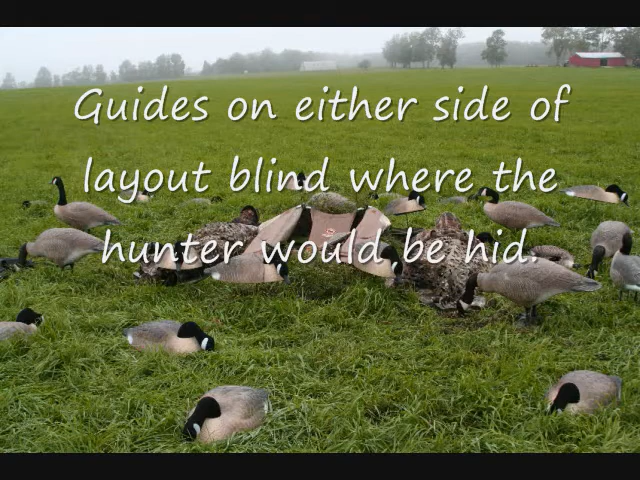 Guides on either side of
layout blind where the
hunter would be hid.